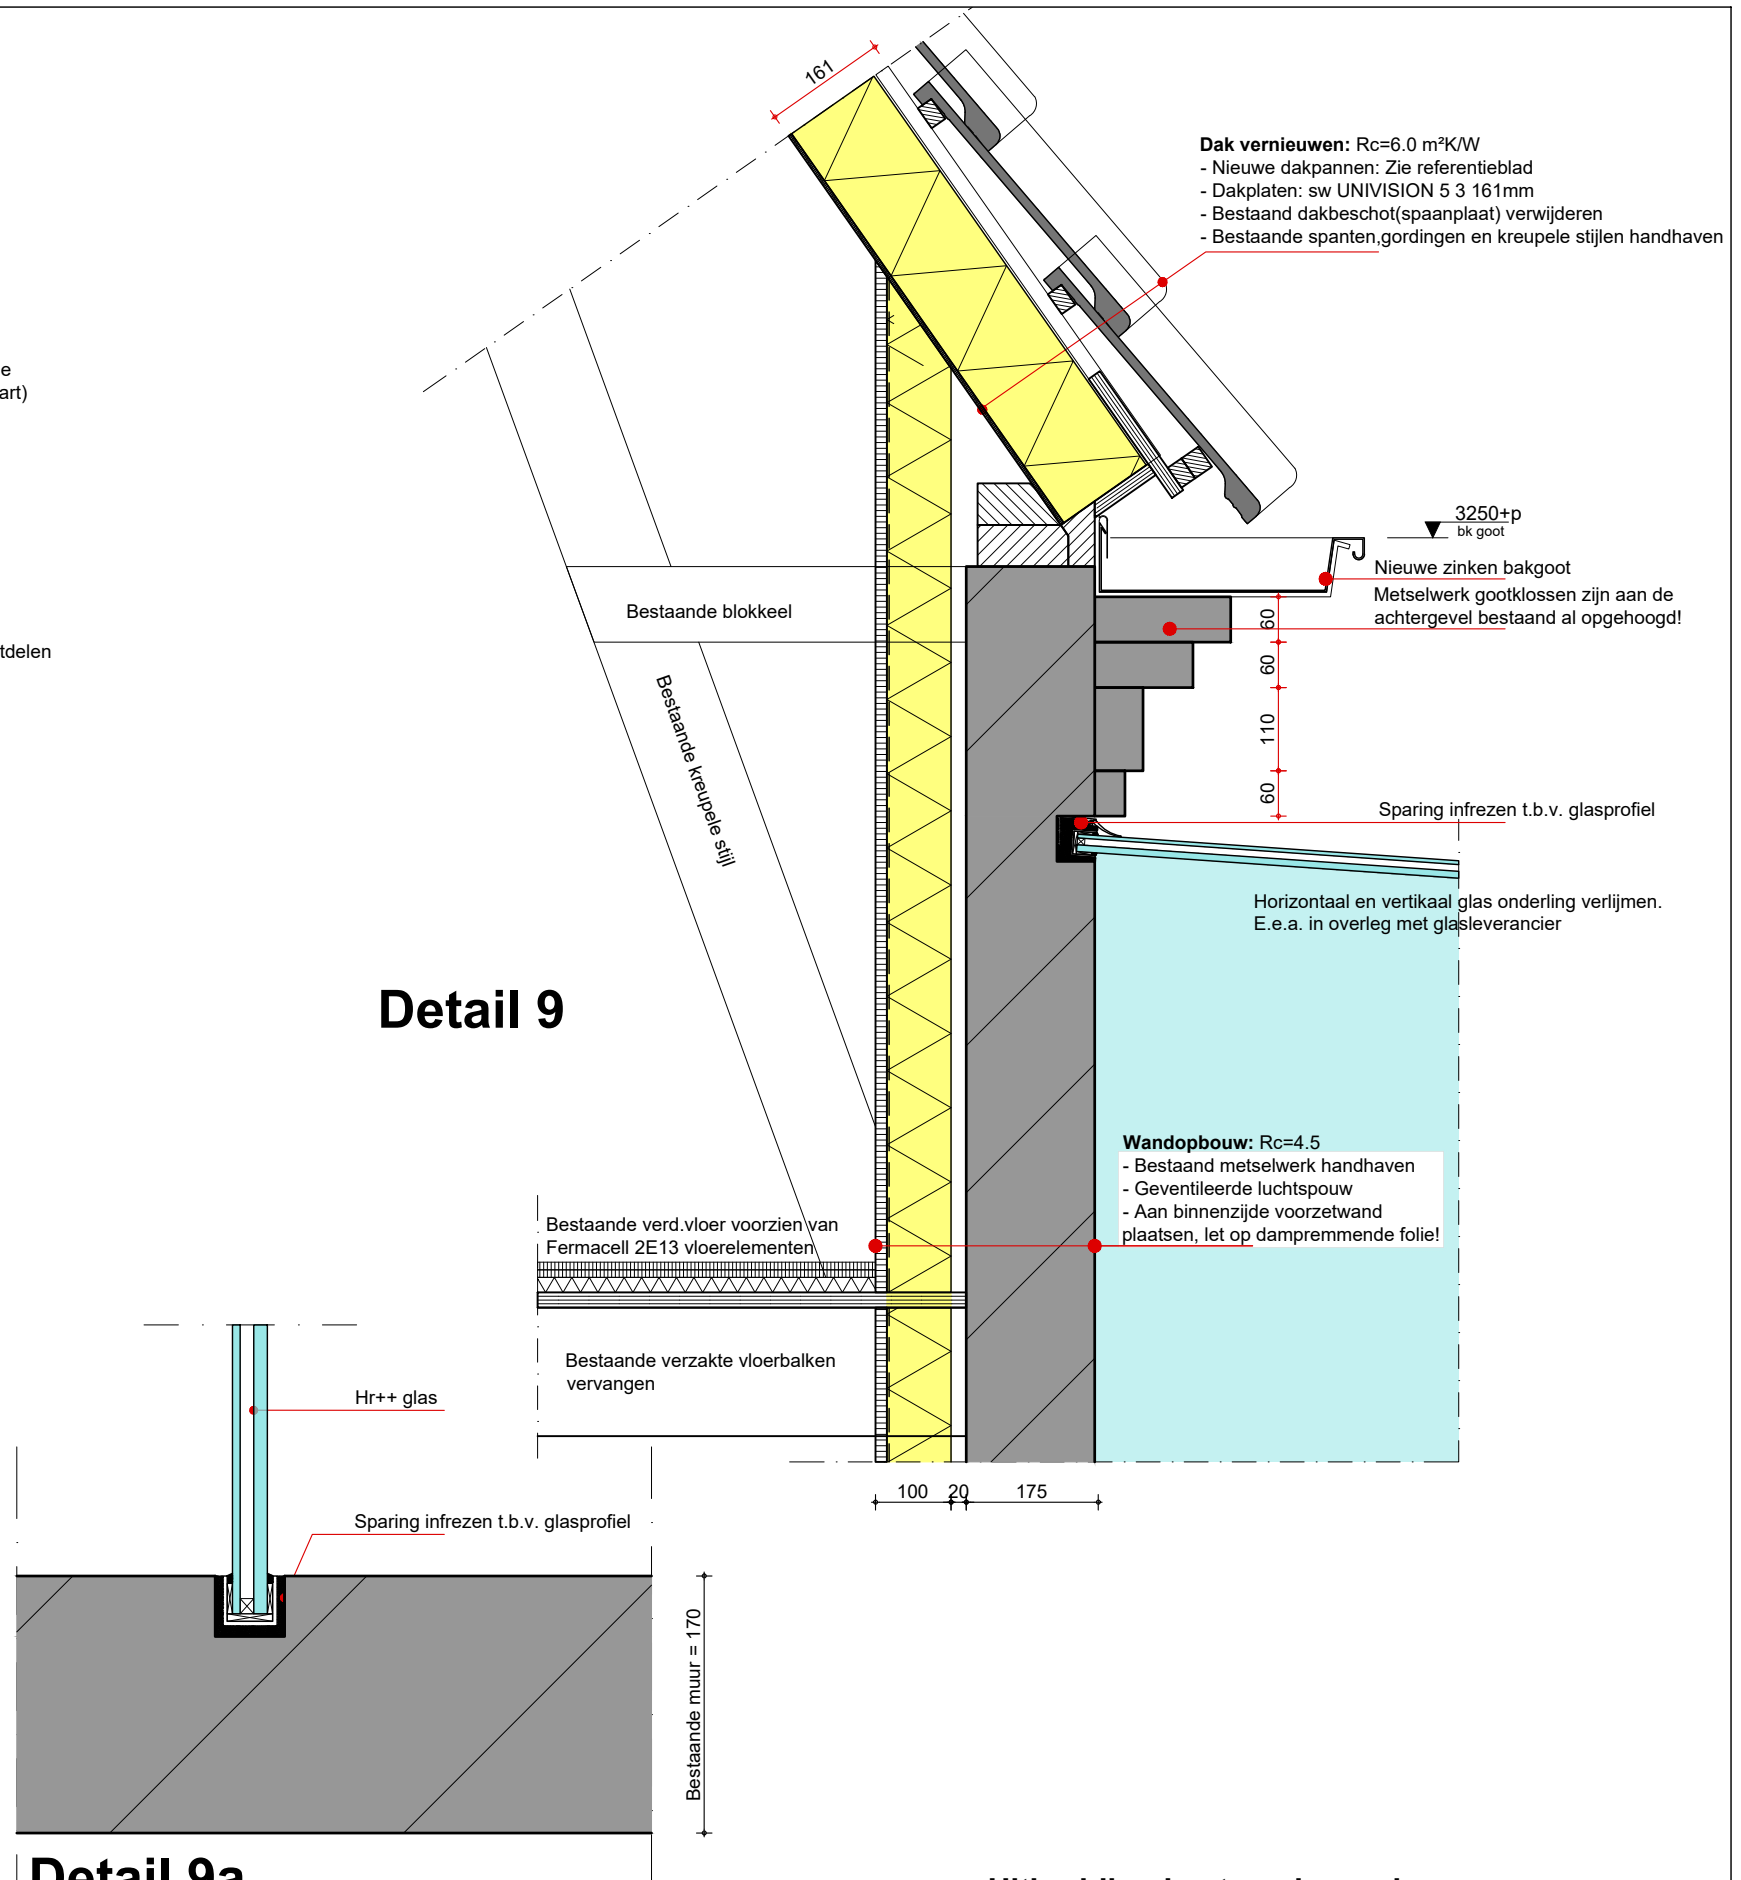 161
Dak vernieuwen: Rc=6.0 m²K/W
- Nieuwe dakpannen: Zie referentieblad
- Dakplaten: sw UNIVISION 5 3 161mm
- Bestaand dakbeschot(spaanplaat) verwijderen
- Bestaande spanten,gordingen en kreupele stijlen handhaven
e
art)
3250+p
bk goot
Nieuwe zinken bakgoot
Metselwerk gootklossen zijn aan de
achtergevel bestaand al opgehoogd!
Bestaande blokkeel
60
60
110
60
tdelen
Bestaande kreupele stijl
Sparing infrezen t.b.v. glasprofiel
Horizontaal en vertikaal glas onderling verlijmen.
E.e.a. in overleg met glasleverancier
Detail 9
Wandopbouw: Rc=4.5
- Bestaand metselwerk handhaven
- Geventileerde luchtspouw
- Aan binnenzijde voorzetwand
plaatsen, let op dampremmende folie!
Bestaande verd.vloer voorzien van
Fermacell 2E13 vloerelementen
Bestaande verzakte vloerbalken
vervangen
Hr++ glas
100 20 175
Sparing infrezen t.b.v. glasprofiel
Bestaande muur = 170
Detail 9a